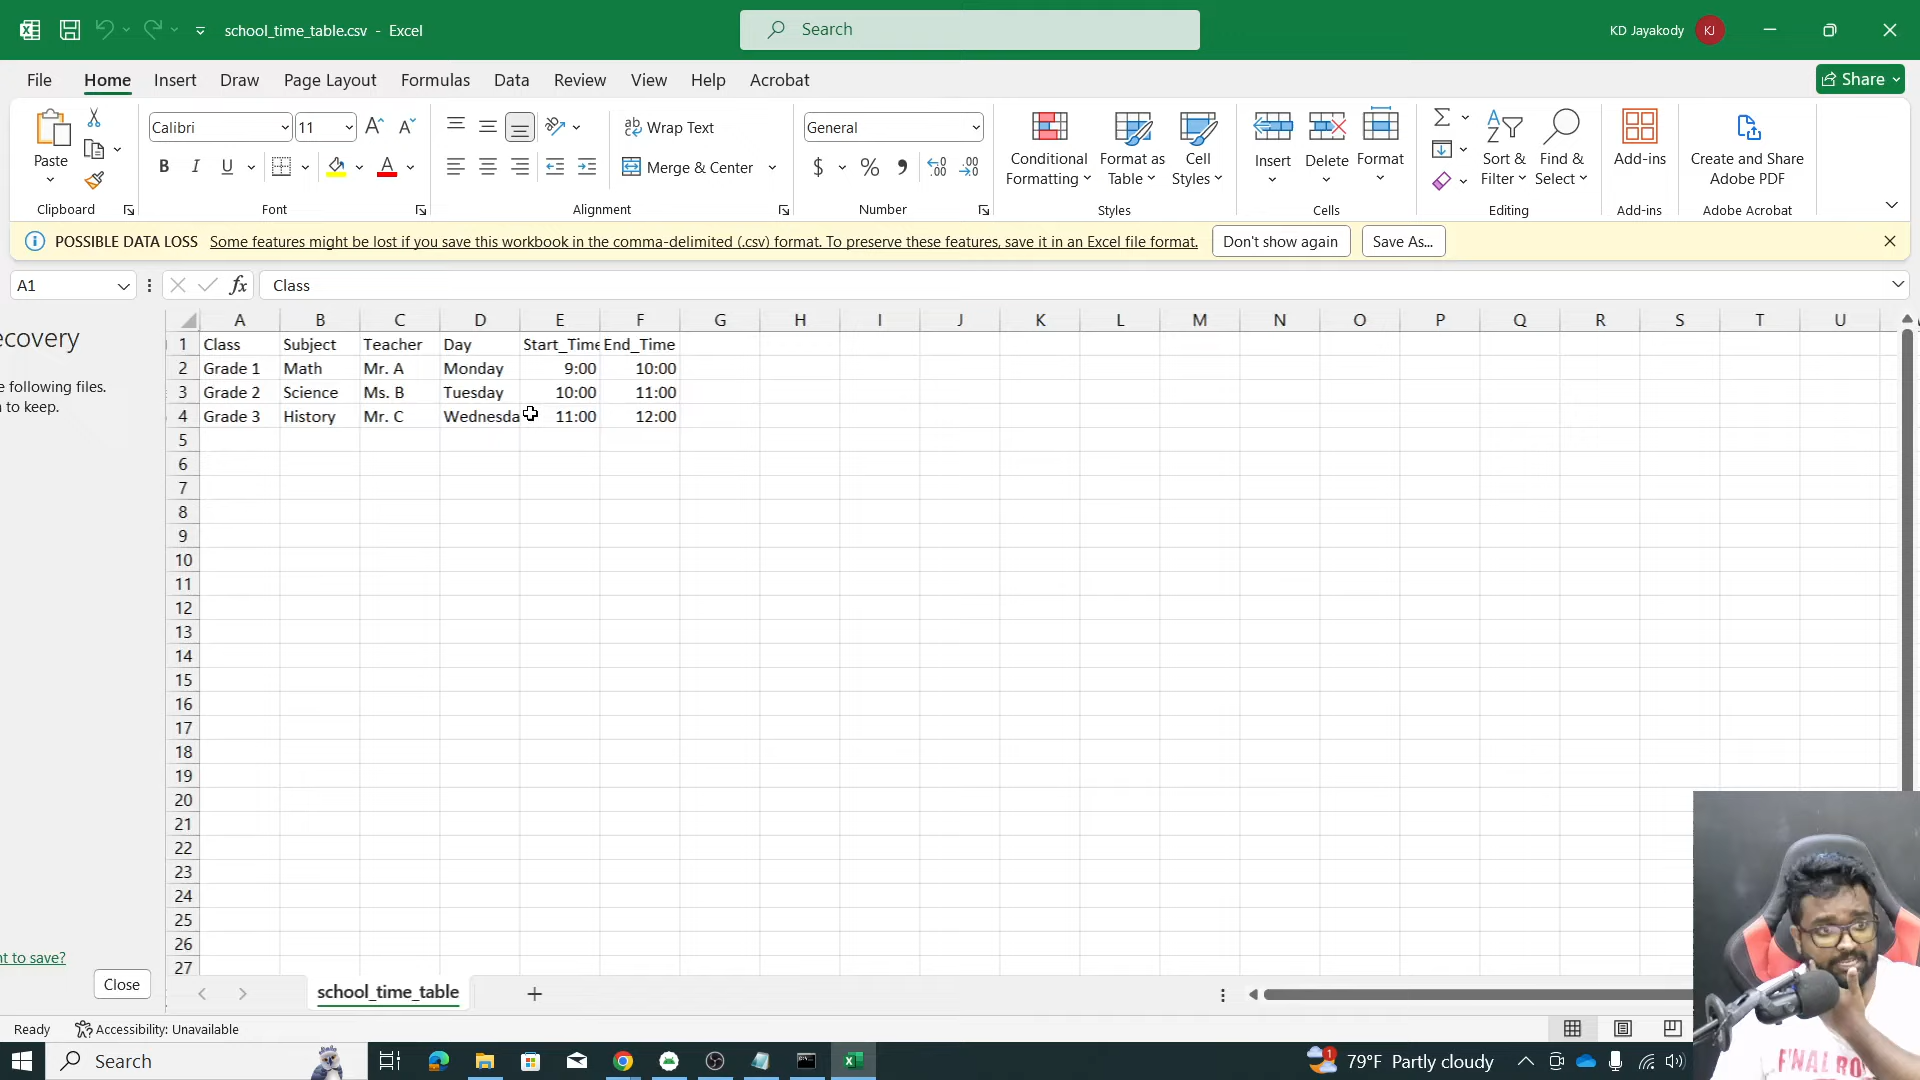 school_time_table.csv - Excel
Search
KD Jayakody
KJ
File Home Insert Draw Page Layout Formulas Data Review View Help Acrobat
Share
Paste
Clipboard
Calibri 11
B I U
Font
Wrap Text
Merge & Center
Alignment
General
$ % ,
Number
Conditional Formatting
Format as Table
Cell Styles
Styles
Insert
Delete
Format
Cells
Sort & Filter
Find & Select
Editing
Add-ins
Add-ins
Create and Share Adobe PDF
Adobe Acrobat
POSSIBLE DATA LOSS Some features might be lost if you save this workbook in the comma-delimited (.csv) format. To preserve these features, save it in an Excel file format. Don't show again Save As...
A1 fx Class
ecovery
e following files.
to keep.
nt to save?
Close
A B C D E F G H I J K L M N O P Q R S T U
1 Class Subject Teacher Day Start_Time End_Time
2 Grade 1 Math Mr. A Monday 9:00 10:00
3 Grade 2 Science Ms. B Tuesday 10:00 11:00
4 Grade 3 History Mr. C Wednesda 11:00 12:00
5
6
7
8
9
10
11
12
13
14
15
16
17
18
19
20
21
22
23
24
25
26
27
school_time_table
Ready Accessibility: Unavailable
Search
1
79°F Partly cloudy
FINAL RO